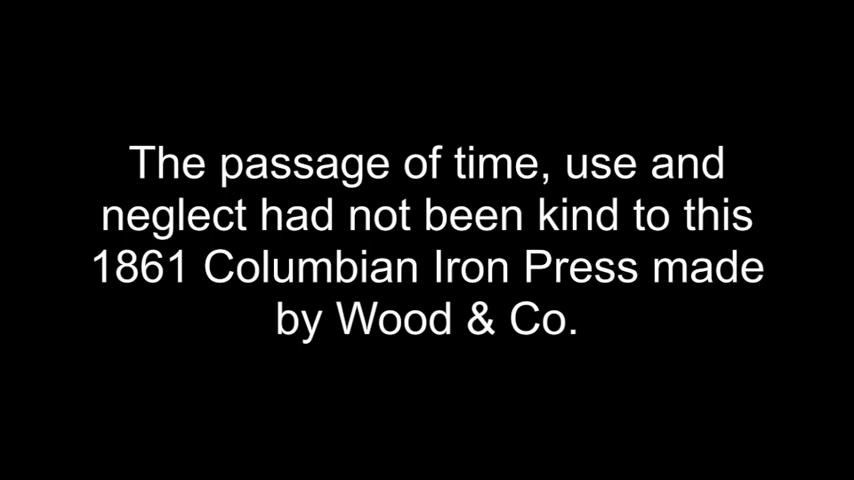 The passage of time, use and
neglect had not been kind to this
1861 Columbian Iron Press made
by Wood & Co.